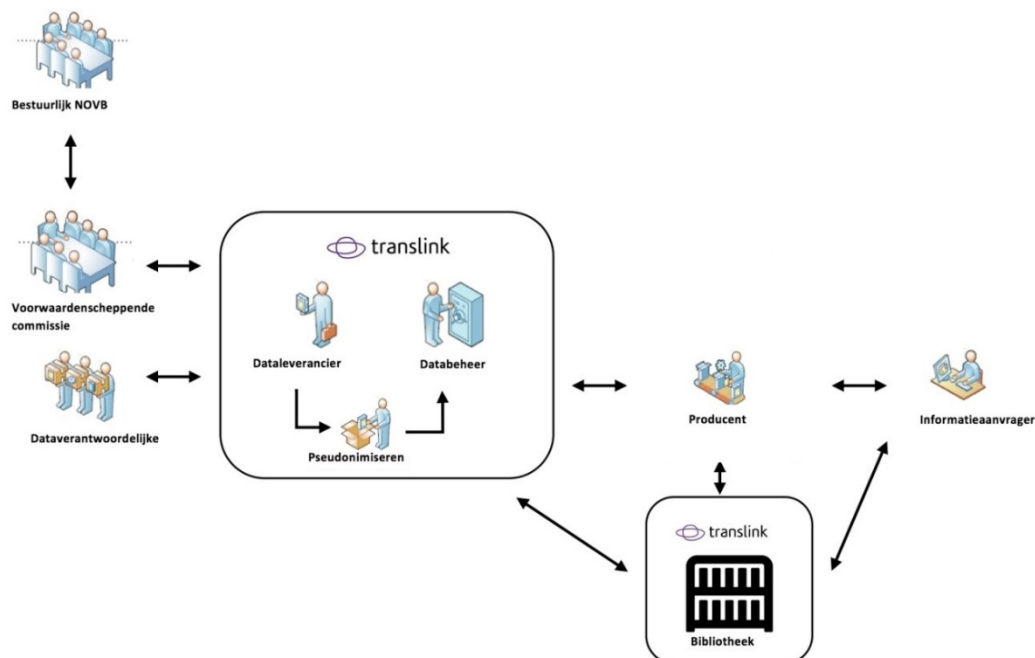 Bestuurlijk NOVB
Voorwaardenscheppende
commissie
Dataverantwoordelijke
translink
Dataleverancier
Databeheer
Pseudonimiseren
Producent
Informatieaanvrager
translink
Bibliotheek